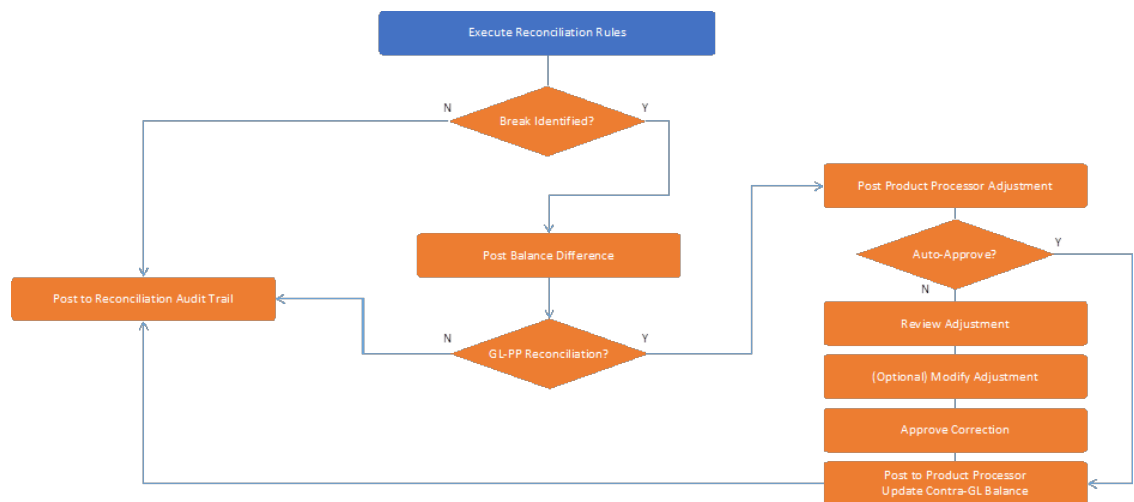 Execute Reconciliation Rules
N
Y
Break Identified?
Post Product Processor Adjustment
Post Balance Difference
Auto-Approve?
Y
N
Post to Reconciliation Audit Trail
Review Adjustment
N
Y
GL-PP Reconciliation?
(Optional) Modify Adjustment
Approve Correction
Post to Product Processor
Update Contra-GL Balance